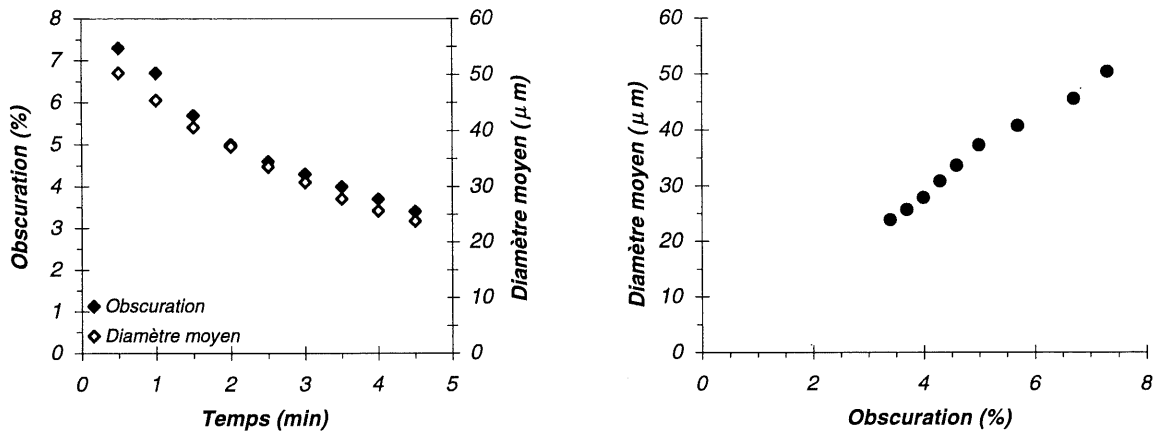 8
7
6
5
4
3
2
1
0
Obscuration (%)
60
50
40
30
20
10
0
Diamètre moyen (μ m)
Obscuration
Diamètre moyen
0 1 2 3 4 5
Temps (min)
60
50
40
30
20
10
0
Diamètre moyen (μ m)
0 2 4 6 8
Obscuration (%)